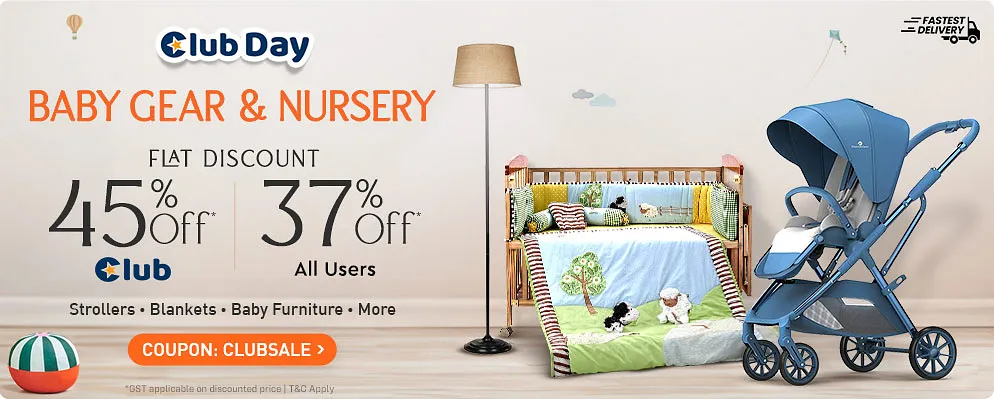 Club Day
FASTEST
DELIVERY
BABY GEAR & NURSERY
FLAT DISCOUNT
45% Off*
Club
37% Off*
All Users
Strollers • Blankets • Baby Furniture • More
COUPON: CLUBSALE >
*GST applicable on discounted price | T&C Apply